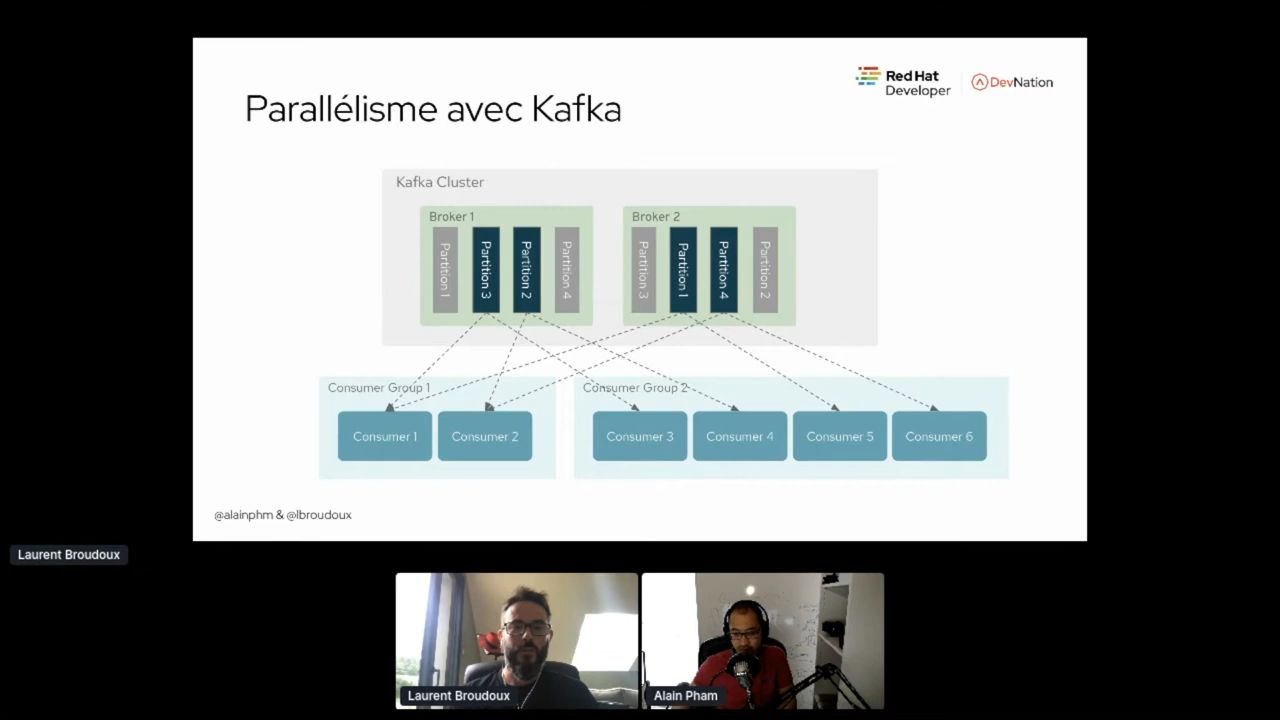 Red Hat
Developer
DevNation
Parallélisme avec Kafka
Kafka Cluster
Broker 1
Partition 1
Partition 3
Partition 2
Partition 4
Broker 2
Partition 3
Partition 1
Partition 4
Partition 2
Consumer Group 1
Consumer 1
Consumer 2
Consumer Group 2
Consumer 3
Consumer 4
Consumer 5
Consumer 6
@alainphm & @lbroudoux
Laurent Broudoux
Laurent Broudoux
Alain Pham